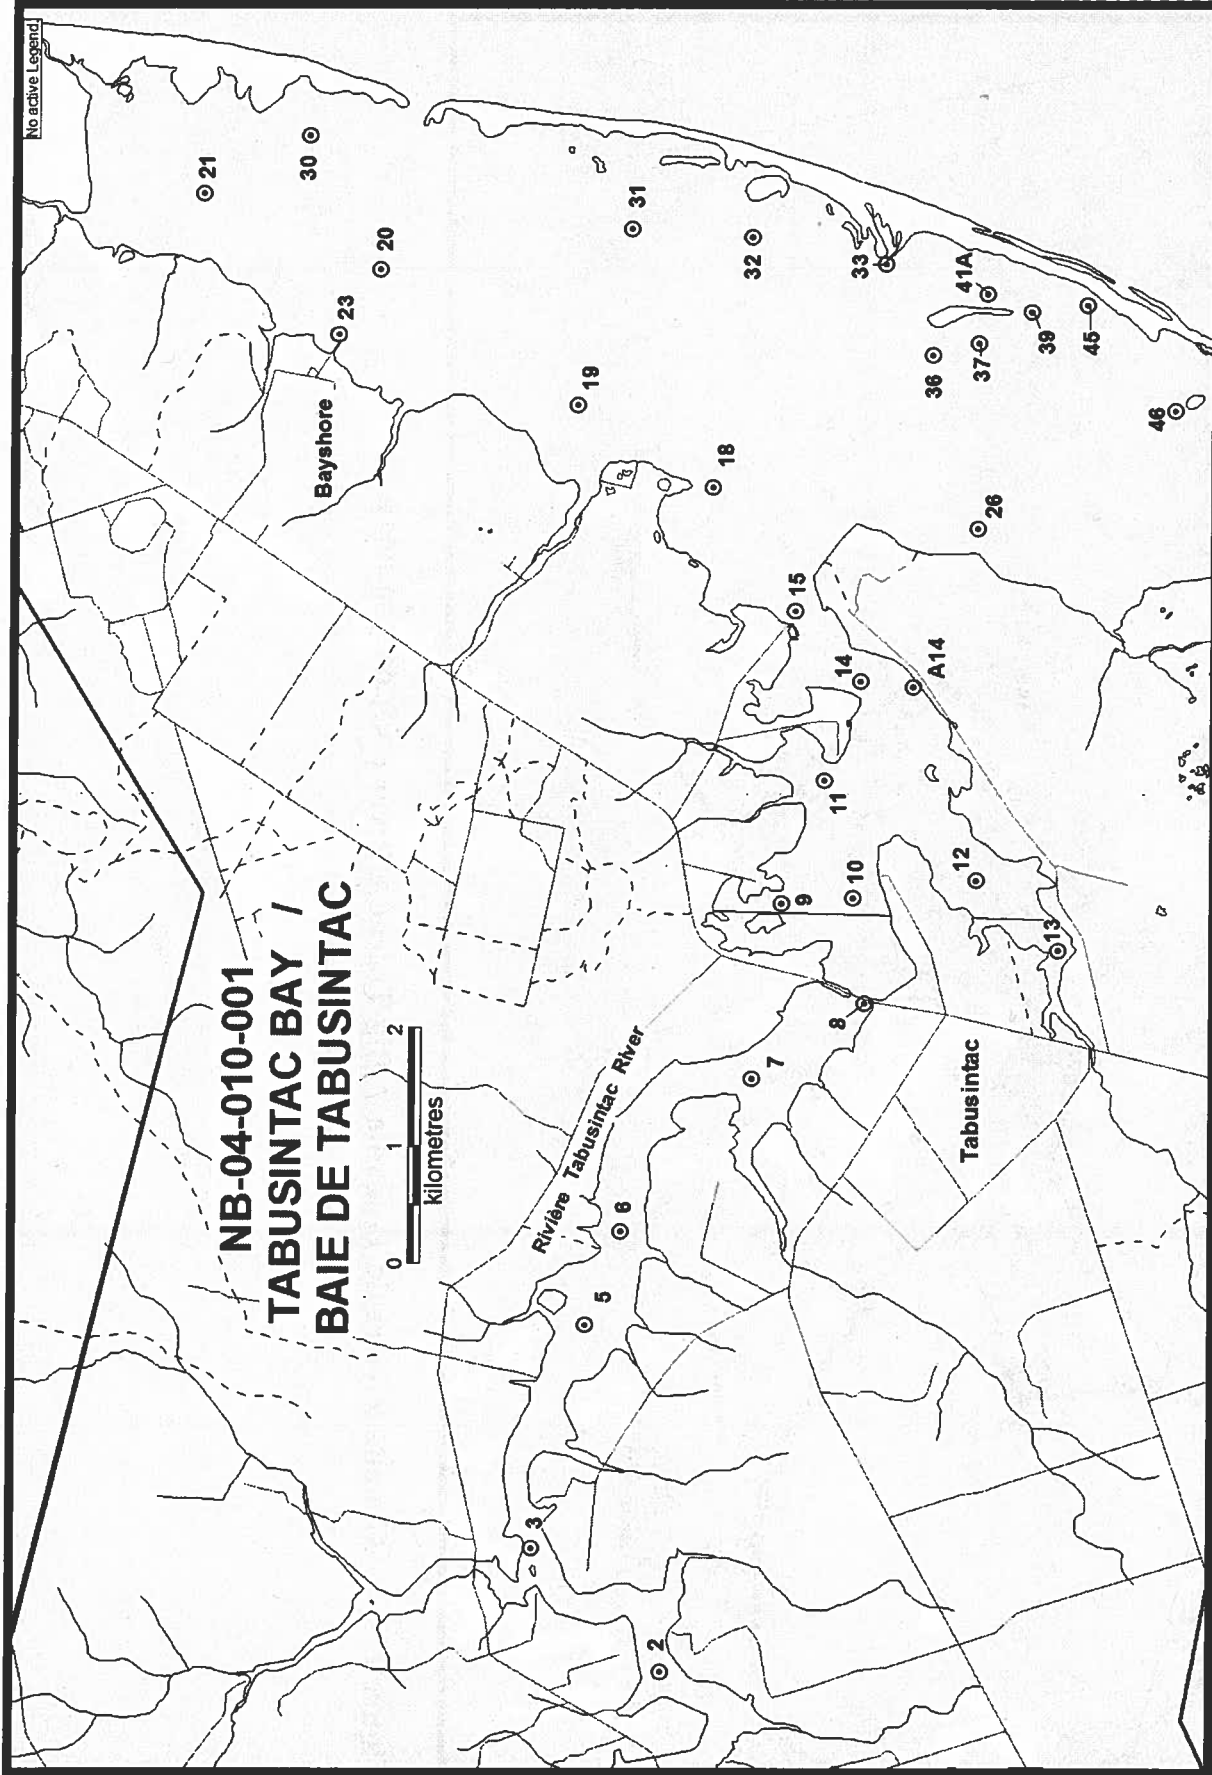 No active Legend
NB-04-010-001
TABUSINTAC BAY /
BAIE DE TABUSINTAC
0 1 2
kilometres
Rivière Tabusintac River
Bayshore
Tabusintac
21
30
20
23
31
32
33
41A
39
45
36
37
46
19
18
26
15
14
A14
11
12
10
9
13
8
7
6
5
3
2